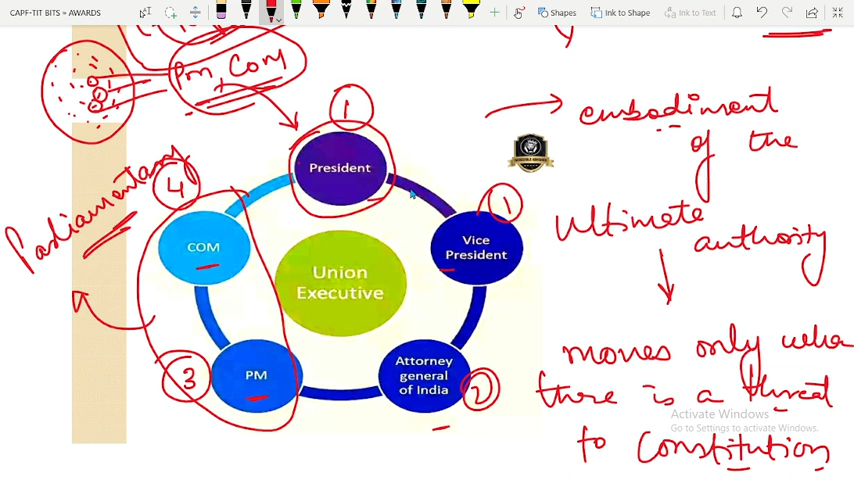 CAPF-TIT BITS » AWARDS
Shapes
Ink to Shape
Ink to Text
Pm, Com
1
President
embodiment
of the
Parliamentary
4
1
COM
Vice
President
Ultimate
authority
Union
Executive
3
PM
Attorney
general
of India
2
moves only when
there is a threat
to Constitution
Activate Windows
Go to Settings to activate Windows.